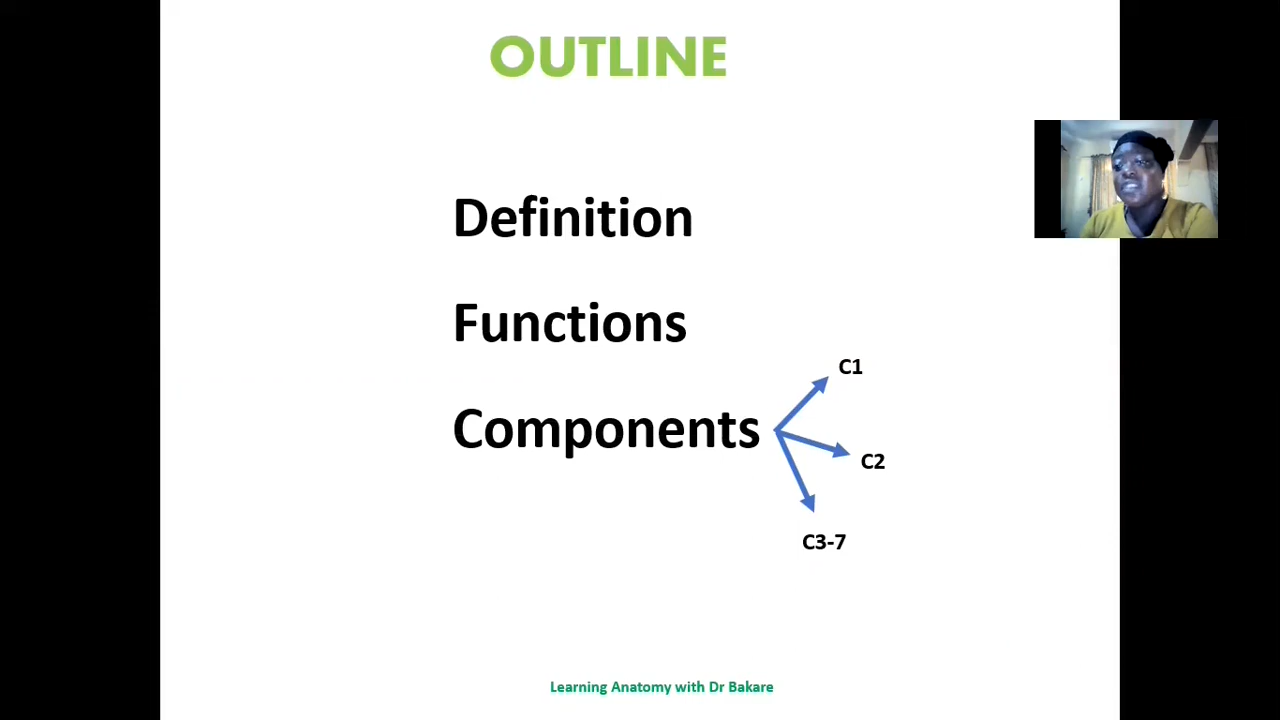 OUTLINE
Definition
Functions
Components
C1
C2
C3-7
Learning Anatomy with Dr Bakare